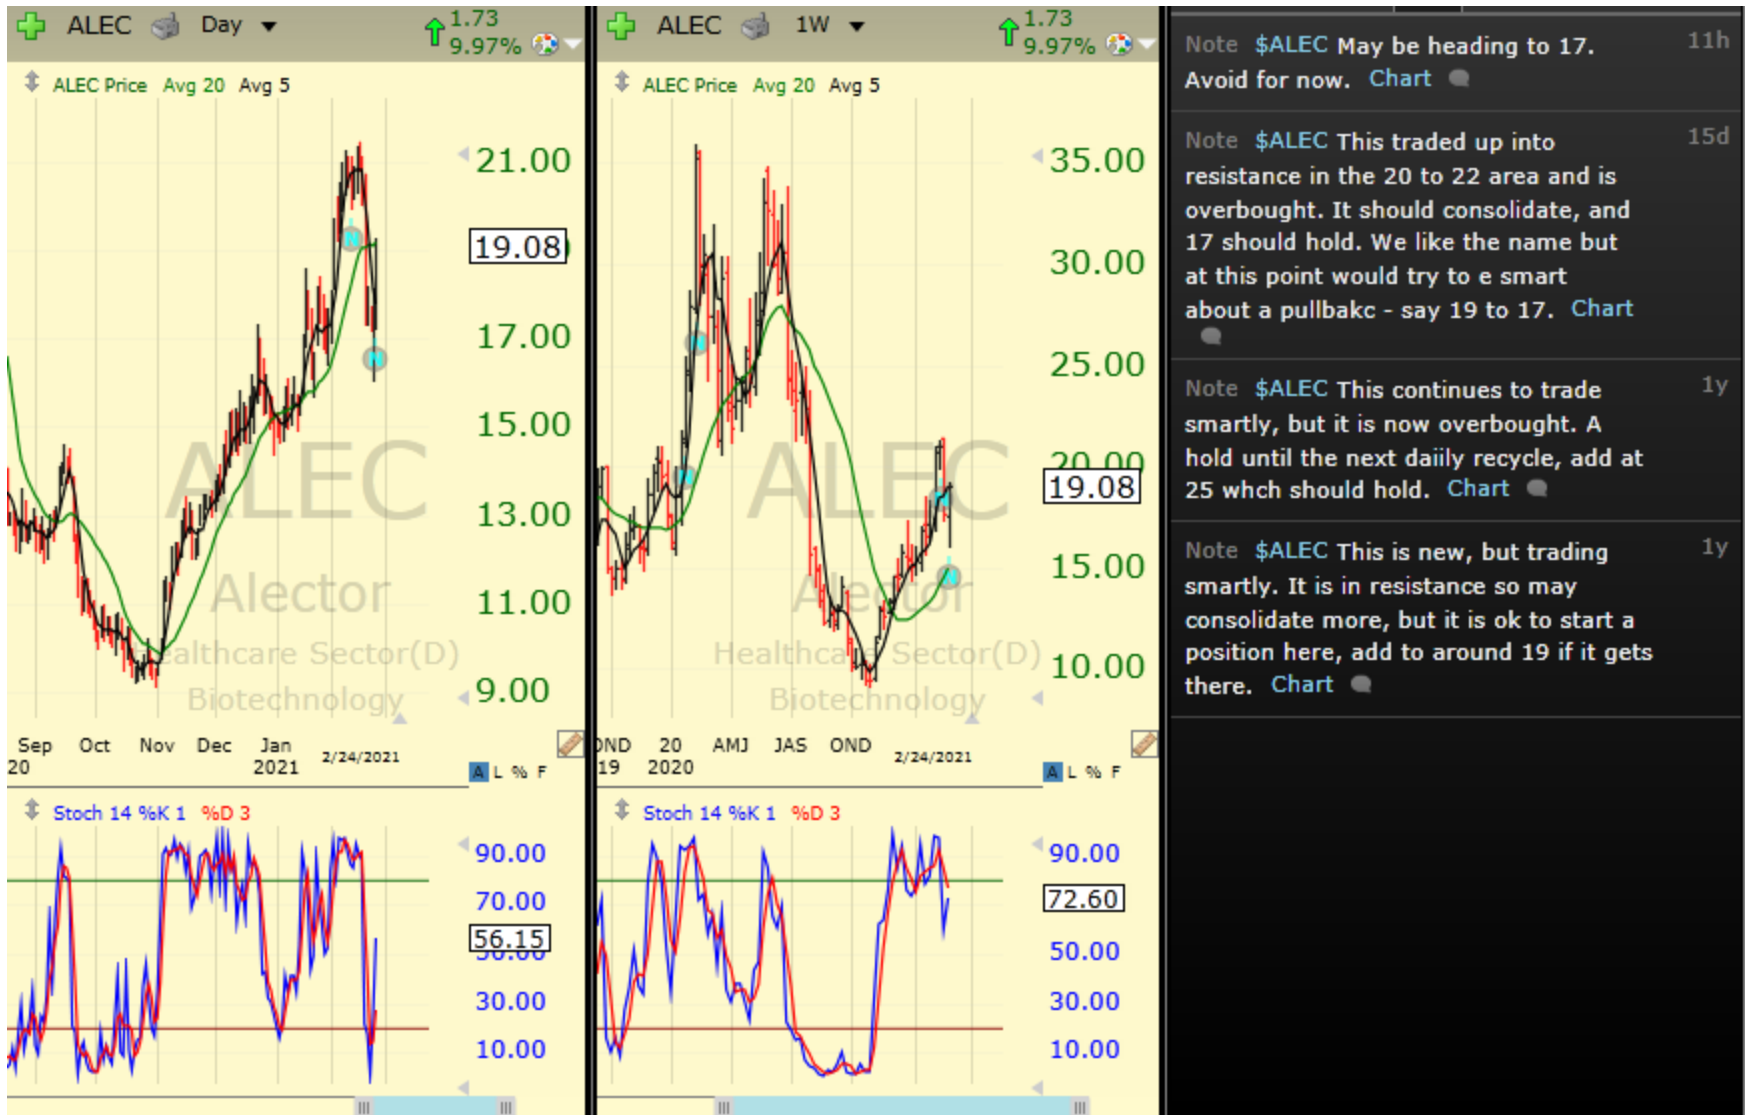 ALEC Day 1.73
9.97%
ALEC Price Avg 20 Avg 5
21.00
19.08
17.00
15.00
13.00
11.00
9.00
ALEC
Alector
Healthcare Sector(D)
Biotechnology
Sep Oct Nov Dec Jan
20 2021 2/24/2021
A L % F
Stoch 14 %K 1 %D 3
90.00
70.00
56.15
50.00
30.00
10.00
ALEC 1W 1.73
9.97%
ALEC Price Avg 20 Avg 5
35.00
30.00
25.00
20.00
19.08
15.00
10.00
ALEC
Alector
Healthcare Sector(D)
Biotechnology
OND 20 AMJ JAS OND
19 2020 2/24/2021
A L % F
Stoch 14 %K 1 %D 3
90.00
72.60
50.00
30.00
10.00
Note $ALEC May be heading to 17. 11h
Avoid for now. Chart
Note $ALEC This traded up into 15d
resistance in the 20 to 22 area and is
overbought. It should consolidate, and
17 should hold. We like the name but
at this point would try to e smart
about a pullbakc - say 19 to 17. Chart
Note $ALEC This continues to trade 1y
smartly, but it is now overbought. A
hold until the next daiily recycle, add at
25 whch should hold. Chart
Note $ALEC This is new, but trading 1y
smartly. It is in resistance so may
consolidate more, but it is ok to start a
position here, add to around 19 if it gets
there. Chart
N
N
N
N
N
N